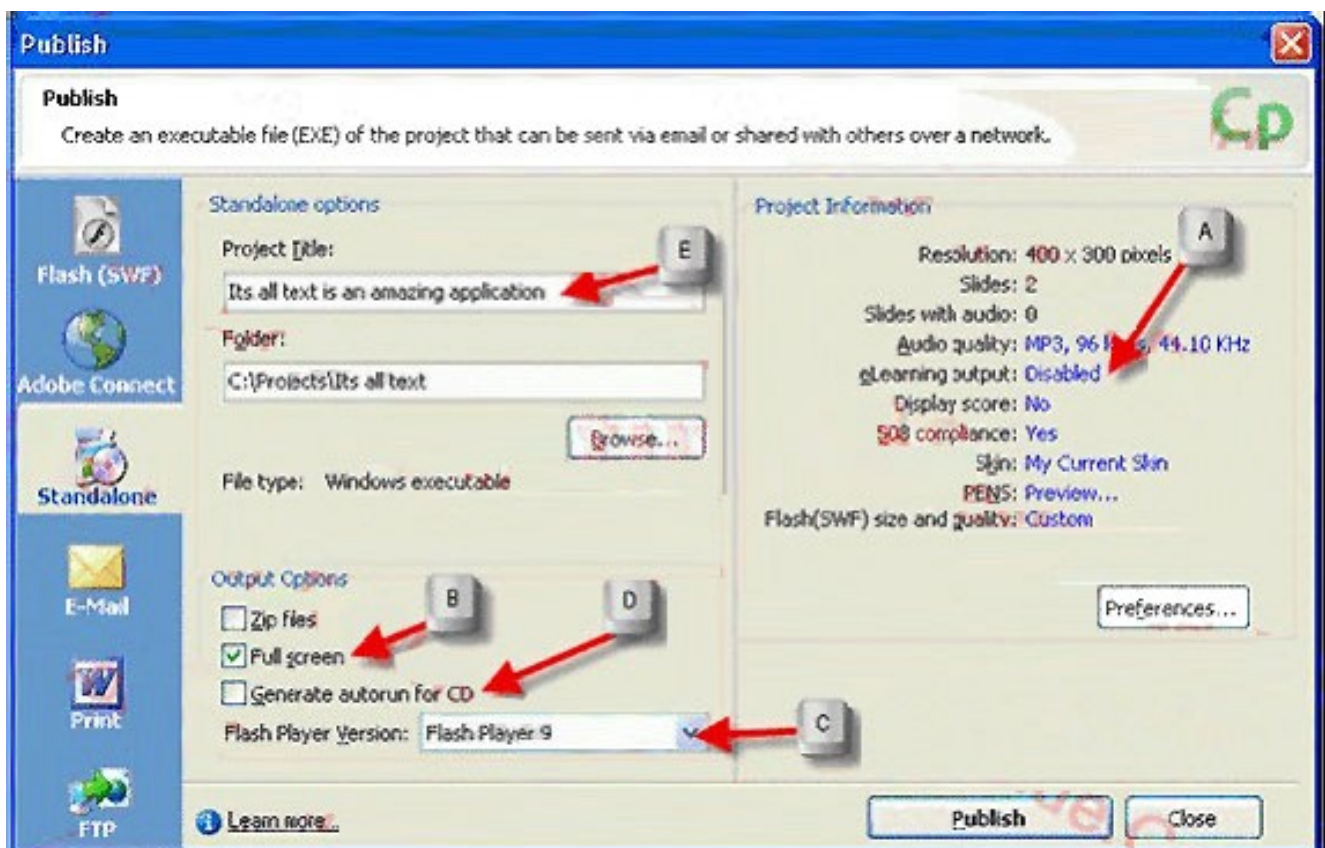 Publish
Publish
Create an executable file (EXE) of the project that can be sent via email or shared with others over a network.
Cp
Flash (SWF)
Adobe Connect
Standalone
E-Mail
Print
FTP
Standalone options
Project Title:
E
Its all text is an amazing application
Folder:
C:\Projects\Its all text
Browse...
File type: Windows executable
Output Options
B
D
Zip files
Full screen
Generate autorun for CD
Flash Player Version: Flash Player 9
C
Project Information
A
Resolution: 400 x 300 pixels
Slides: 2
Slides with audio: 0
Audio quality: MP3, 96 44.10 KHz
eLearning output: Disabled
Display score: No
508 compliance: Yes
Skin: My Current Skin
PENS: Preview...
Flash(SWF) size and quality: Custom
Preferences...
Learn more...
Publish
Close